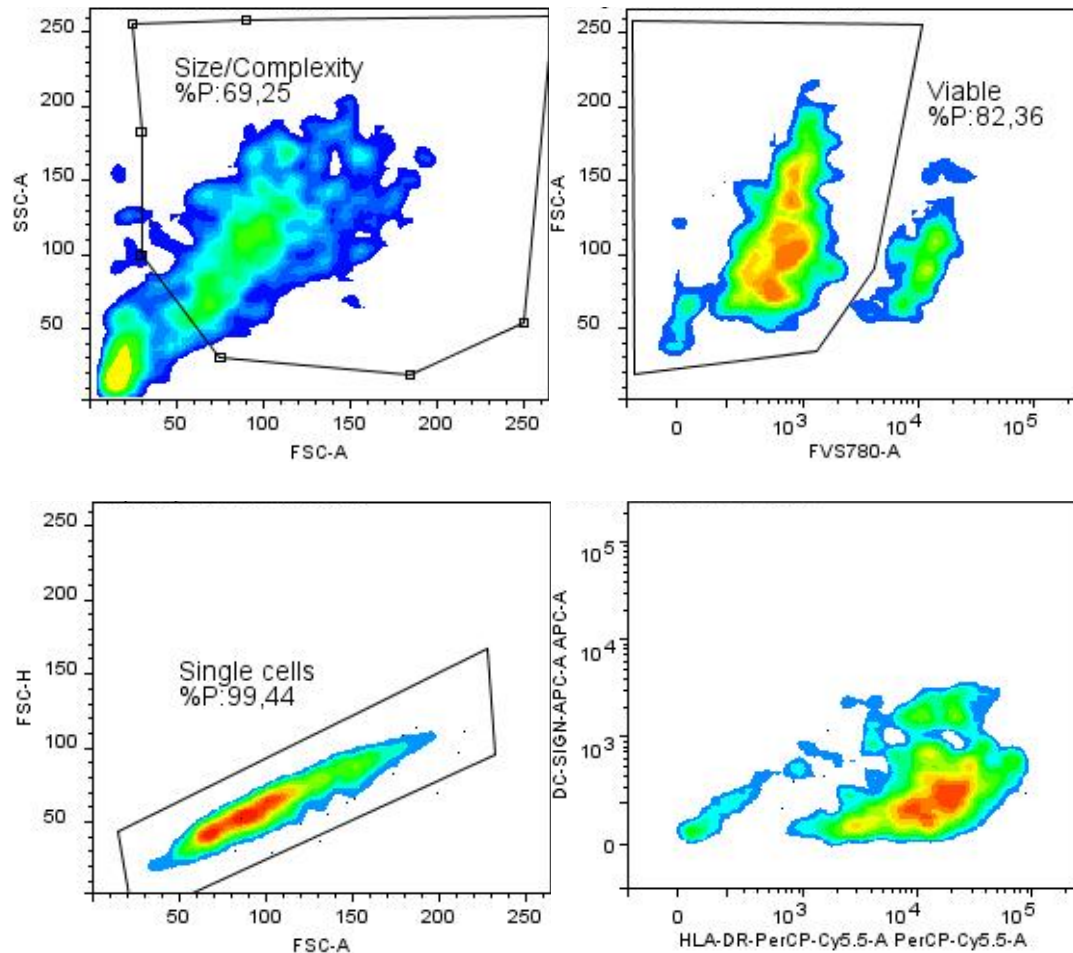 250
200
150
100
50
SSC-A
Size/Complexity
%P:69,25
50
100
150
200
250
FSC-A
250
200
150
100
50
FSC-A
Viable
%P:82,36
0
10³
10⁴
10⁵
FVS780-A
250
200
150
100
50
FSC-H
Single cells
%P:99,44
50
100
150
200
250
FSC-A
10⁵
10⁴
10³
0
DC-SIGN-APC-A APC-A
0
10³
10⁴
10⁵
HLA-DR-PerCP-Cy5.5-A PerCP-Cy5.5-A